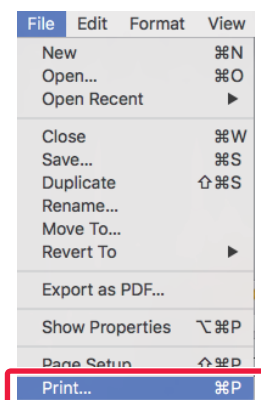 File Edit Format View
New ⌘N
Open... ⌘O
Open Recent ▶
Close ⌘W
Save... ⌘S
Duplicate ⇧⌘S
Rename...
Move To...
Revert To ▶
Export as PDF...
Show Properties ⌥⌘P
Page Setup ⇧⌘P
Print... ⌘P